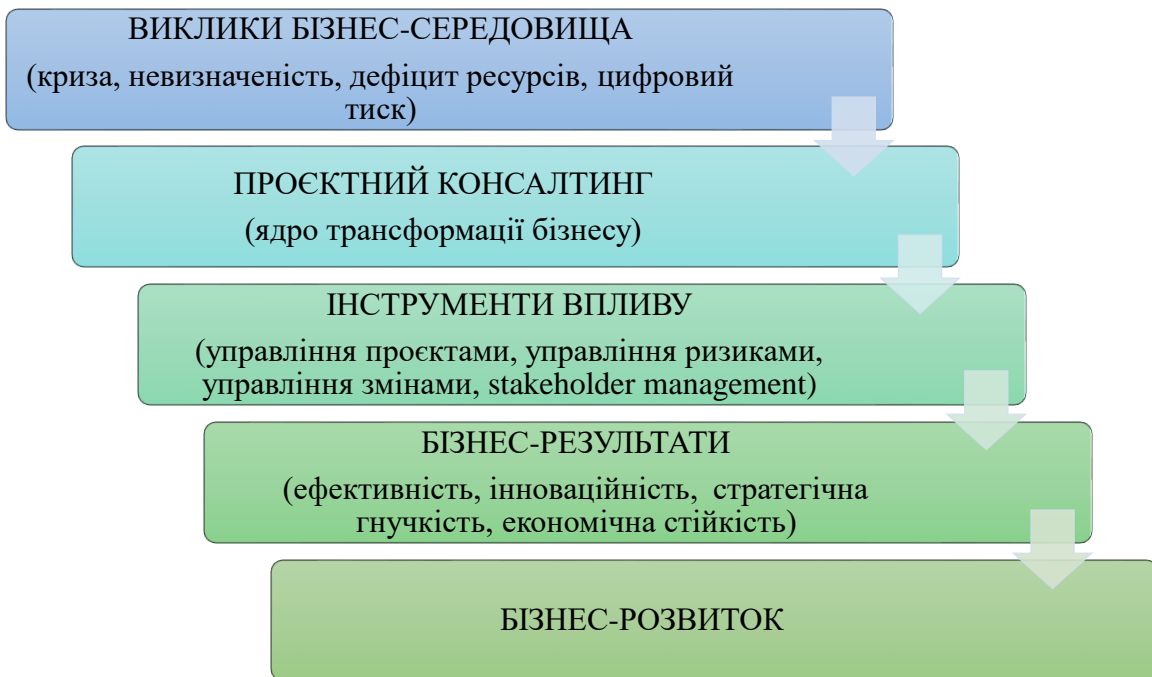 ВИКЛИКИ БІЗНЕС-СЕРЕДОВИЩА
(криза, невизначеність, дефіцит ресурсів, цифровий
тиск)
ПРОЄКТНИЙ КОНСАЛТИНГ
(ядро трансформації бізнесу)
ІНСТРУМЕНТИ ВПЛИВУ
(управління проєктами, управління ризиками,
управління змінами, stakeholder management)
БІЗНЕС-РЕЗУЛЬТАТИ
(ефективність, інноваційність, стратегічна
гнучкість, економічна стійкість)
БІЗНЕС-РОЗВИТОК